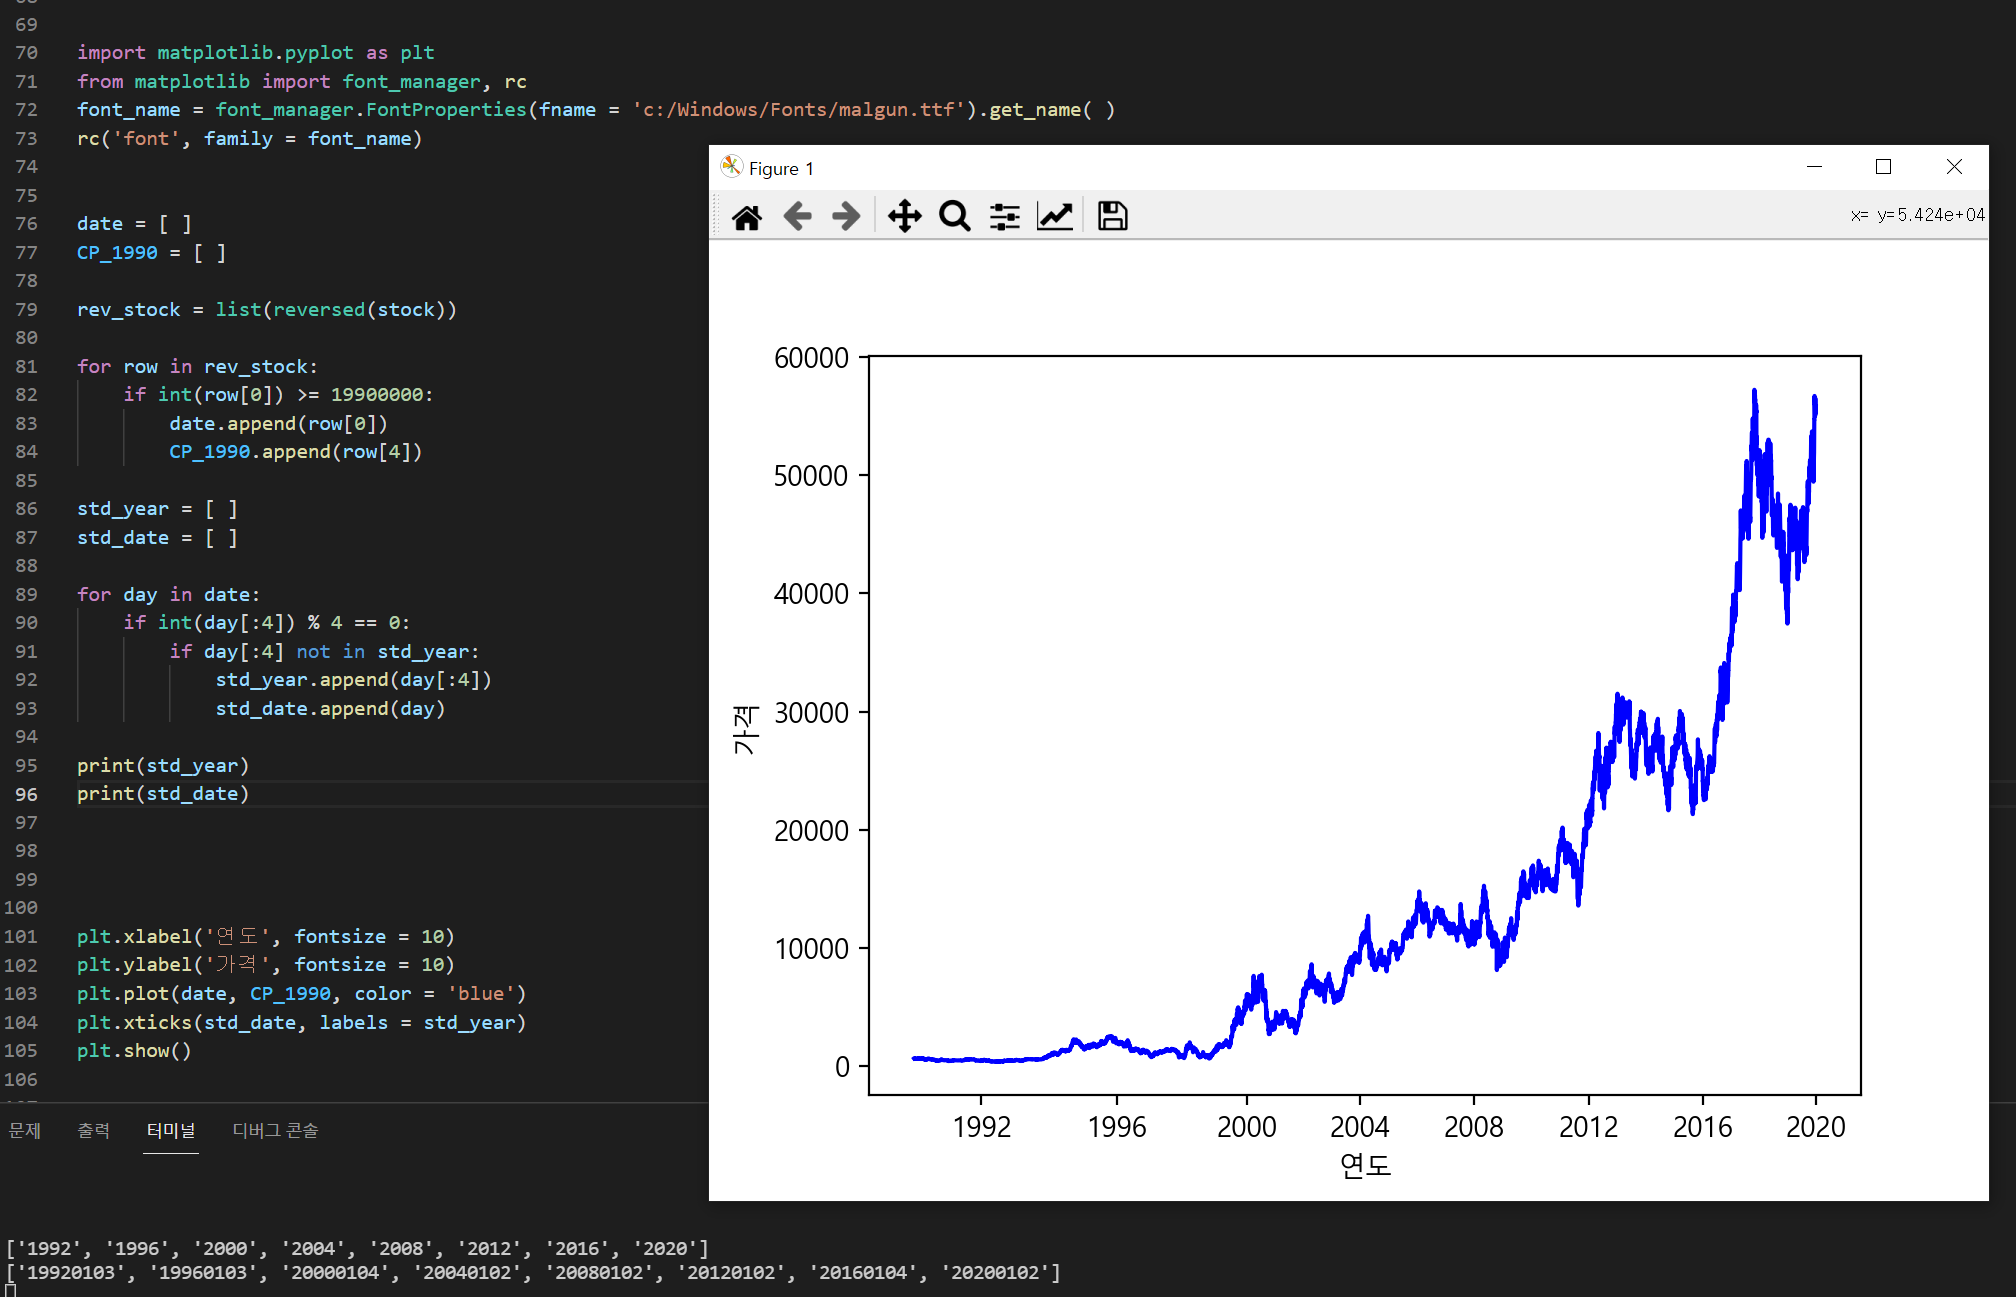 69
70 import matplotlib.pyplot as plt
71 from matplotlib import font_manager, rc
72 font_name = font_manager.FontProperties(fname = 'c:/Windows/Fonts/malgun.ttf').get_name( )
73 rc('font', family = font_name)
74
75
76 date = [ ]
77 CP_1990 = [ ]
78
79 rev_stock = list(reversed(stock))
80
81 for row in rev_stock:
82 if int(row[0]) >= 19900000:
83 date.append(row[0])
84 CP_1990.append(row[4])
85
86 std_year = [ ]
87 std_date = [ ]
88
89 for day in date:
90 if int(day[:4]) % 4 == 0:
91 if day[:4] not in std_year:
92 std_year.append(day[:4])
93 std_date.append(day)
94
95 print(std_year)
96 print(std_date)
97
98
99
100
101 plt.xlabel('연도', fontsize = 10)
102 plt.ylabel('가격', fontsize = 10)
103 plt.plot(date, CP_1990, color = 'blue')
104 plt.xticks(std_date, labels = std_year)
105 plt.show()
106
Figure 1
x= y=5.424e+04
60000
50000
40000
30000
20000
10000
0
가격
1992 1996 2000 2004 2008 2012 2016 2020
연도
문제 출력 터미널 디버그 콘솔
['1992', '1996', '2000', '2004', '2008', '2012', '2016', '2020']
['19920103', '19960103', '20000104', '20040102', '20080102', '20120102', '20160104', '20200102']